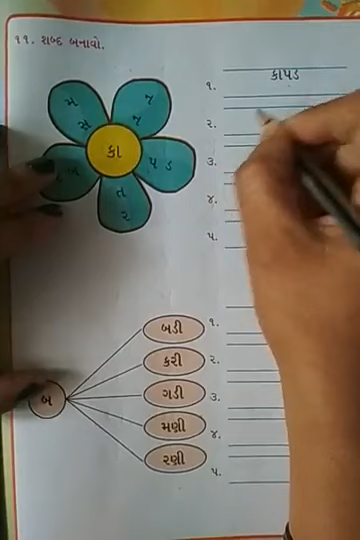 ૧૧. શબ્દ બનાવો.
કાપડ
૧.
મ સ
ન ન
૨.
કા
પ ડ
૩.
ત ર
૪.
૫.
બડી
૧.
કરી
૨.
બ
ગડી
૩.
મણી
૪.
રણી
૫.